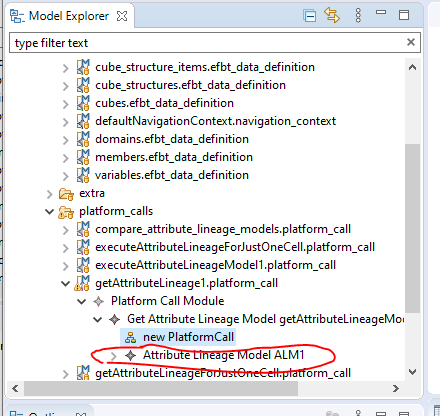 Model Explorer
type filter text
cube_structure_items.efbt_data_definition
cube_structures.efbt_data_definition
cubes.efbt_data_definition
defaultNavigationContext.navigation_context
domains.efbt_data_definition
members.efbt_data_definition
variables.efbt_data_definition
extra
platform_calls
compare_attribute_lineage_models.platform_call
executeAttributeLineageForJustOneCell.platform_call
executeAttributeLineageModel1.platform_call
getAttributeLineage1.platform_call
Platform Call Module
Get Attribute Lineage Model getAttributeLineageMo
new PlatformCall
Attribute Lineage Model ALM1
getAttributeLineageForJustOneCell.platform_call